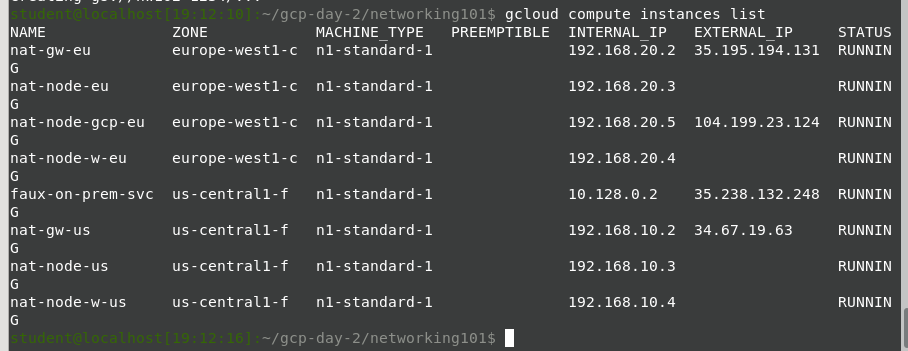 student@localhost[19:12:10]:~/gcp-day-2/networking101$ gcloud compute instances list
NAME ZONE MACHINE_TYPE PREEMPTIBLE INTERNAL_IP EXTERNAL_IP STATUS
nat-gw-eu europe-west1-c n1-standard-1 192.168.20.2 35.195.194.131 RUNNIN
G
nat-node-eu europe-west1-c n1-standard-1 192.168.20.3 RUNNIN
G
nat-node-gcp-eu europe-west1-c n1-standard-1 192.168.20.5 104.199.23.124 RUNNIN
G
nat-node-w-eu europe-west1-c n1-standard-1 192.168.20.4 RUNNIN
G
faux-on-prem-svc us-central1-f n1-standard-1 10.128.0.2 35.238.132.248 RUNNIN
G
nat-gw-us us-central1-f n1-standard-1 192.168.10.2 34.67.19.63 RUNNIN
G
nat-node-us us-central1-f n1-standard-1 192.168.10.3 RUNNIN
G
nat-node-w-us us-central1-f n1-standard-1 192.168.10.4 RUNNIN
G
student@localhost[19:12:16]:~/gcp-day-2/networking101$